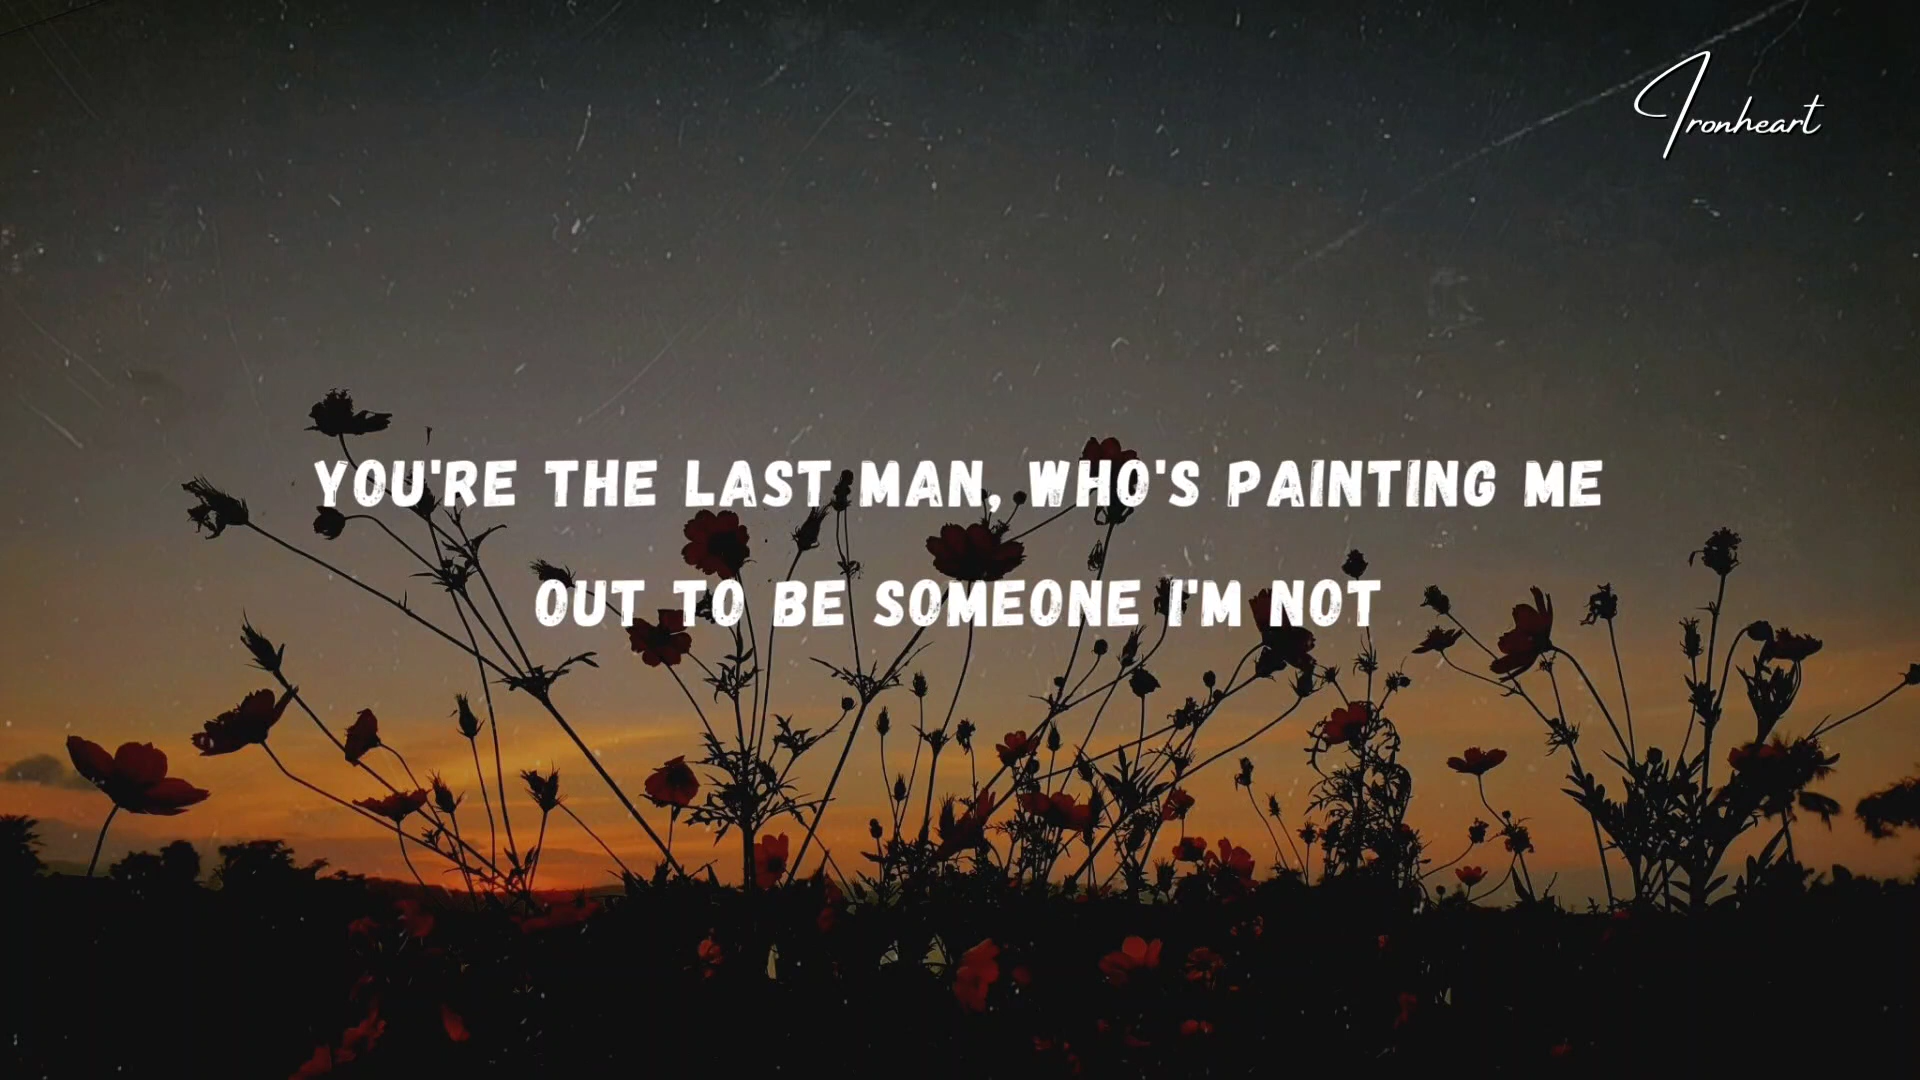 Ironheart
YOU'RE THE LAST MAN, WHO'S PAINTING ME
OUT TO BE SOMEONE I'M NOT